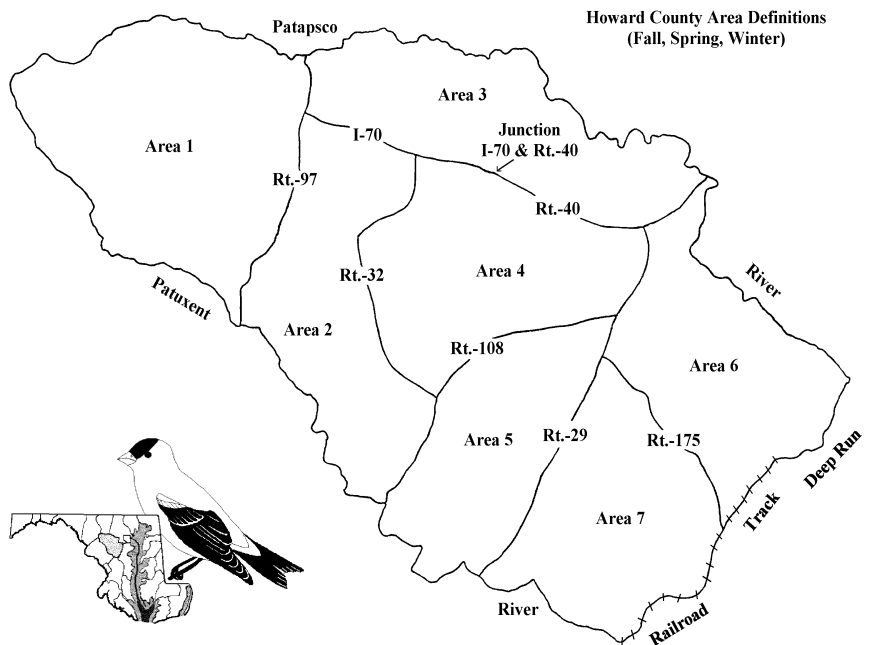 Howard County Area Definitions
(Fall, Spring, Winter)
Patapsco
Area 3
Junction
I-70 & Rt.-40
I-70
Area 1
Rt.-97
Rt.-40
Rt.-32
Area 4
River
Patuxent
Area 2
Rt.-108
Area 6
Area 5
Rt.-29
Rt.-175
Deep Run
Area 7
Track
River
Railroad